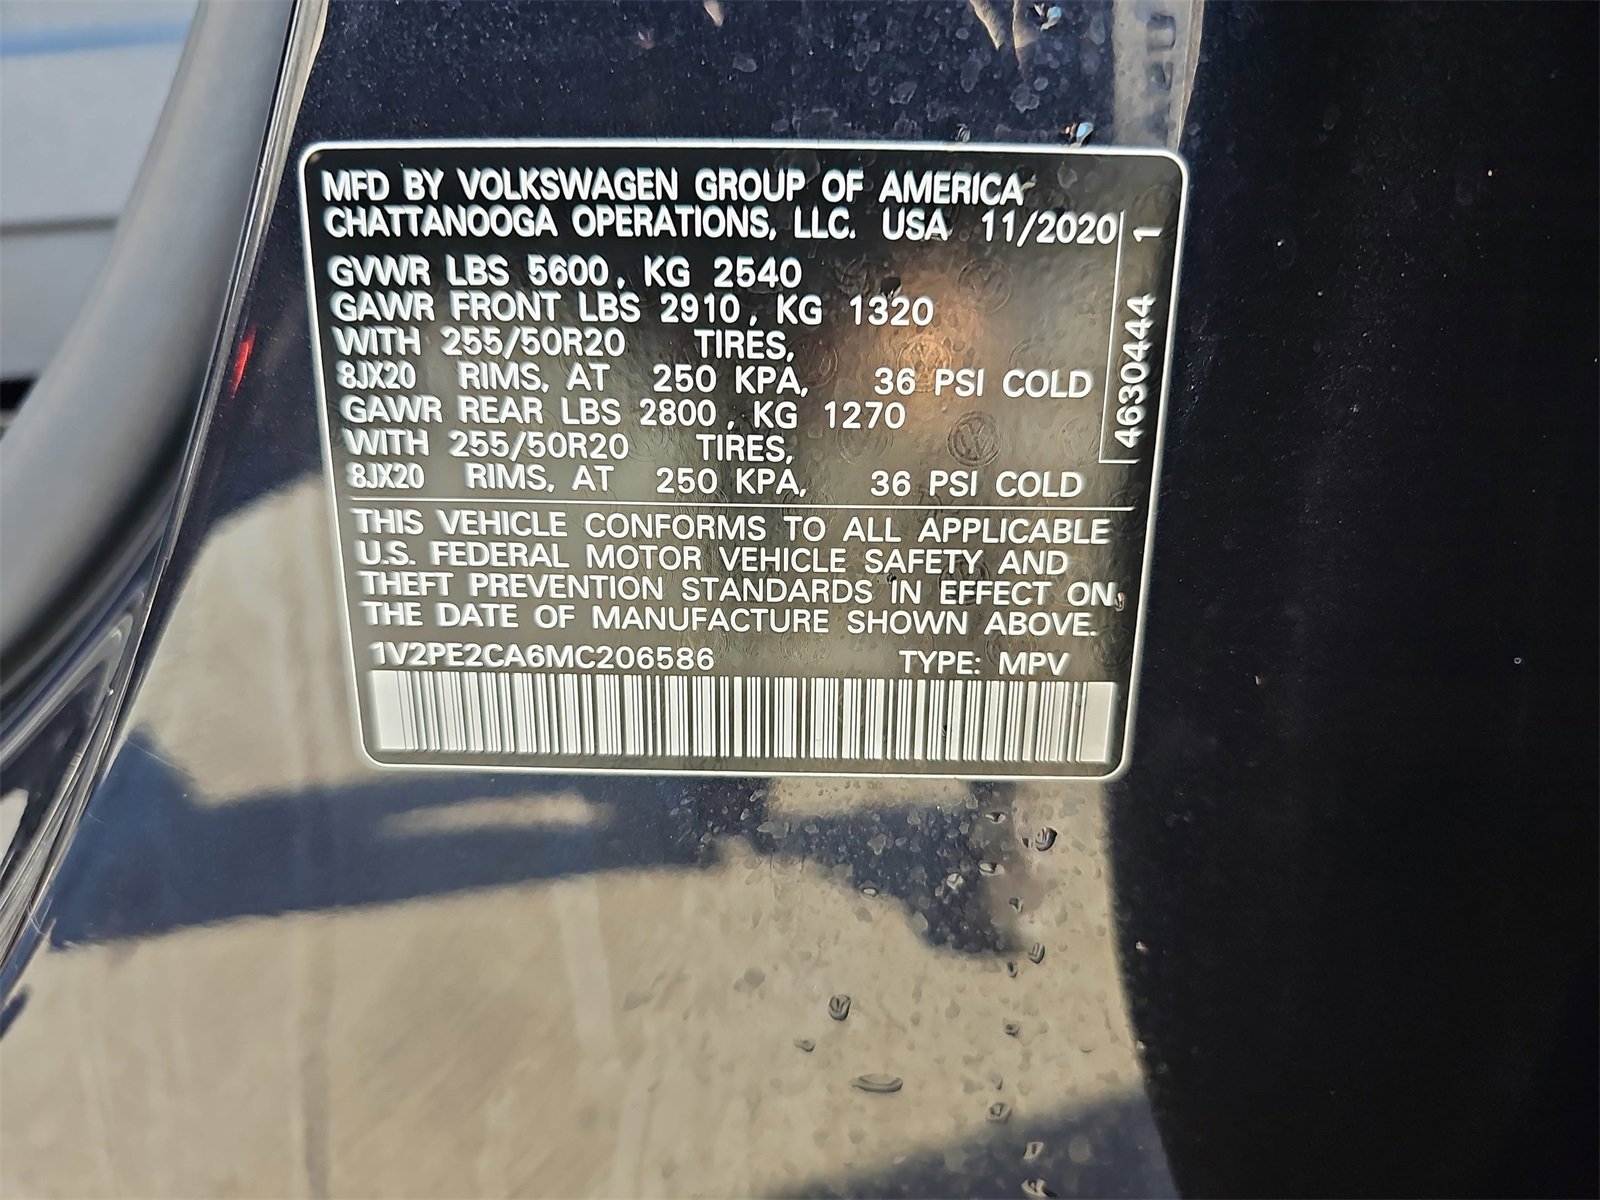 MFD BY VOLKSWAGEN GROUP OF AMERICA
CHATTANOOGA OPERATIONS, LLC. USA 11/2020
GVWR LBS 5600, KG 2540
GAWR FRONT LBS 2910, KG 1320
WITH 255/50R20 TIRES,
8JX20 RIMS, AT 250 KPA, 36 PSI COLD
GAWR REAR LBS 2800, KG 1270
WITH 255/50R20 TIRES,
8JX20 RIMS, AT 250 KPA, 36 PSI COLD
46304444 1
THIS VEHICLE CONFORMS TO ALL APPLICABLE
U.S. FEDERAL MOTOR VEHICLE SAFETY AND
THEFT PREVENTION STANDARDS IN EFFECT ON
THE DATE OF MANUFACTURE SHOWN ABOVE.
1V2PE2CA6MC206586 TYPE: MPV